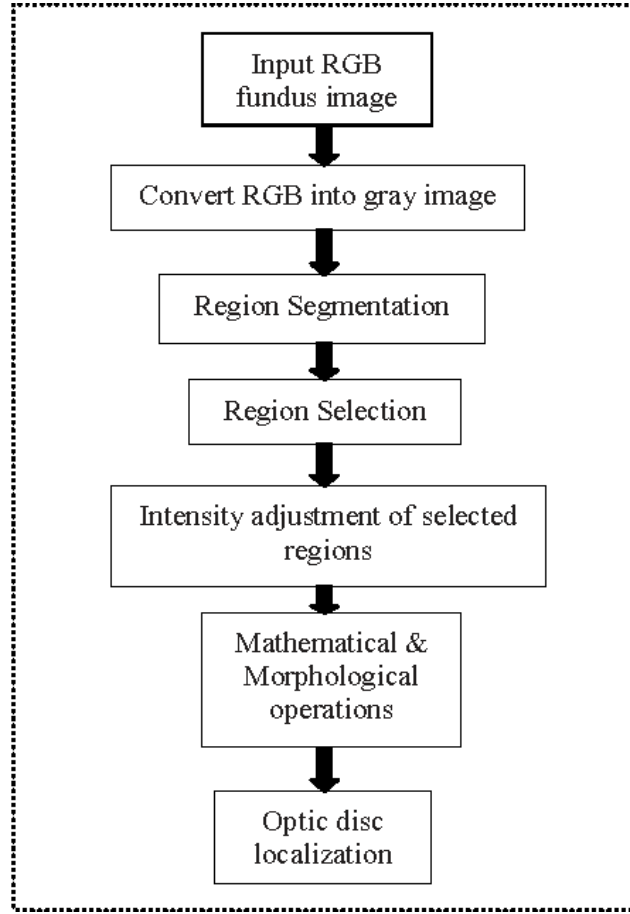 Input RGB
fundus image
Convert RGB into gray image
Region Segmentation
Region Selection
Intensity adjustment of selected
regions
Mathematical &
Morphological
operations
Optic disc
localization